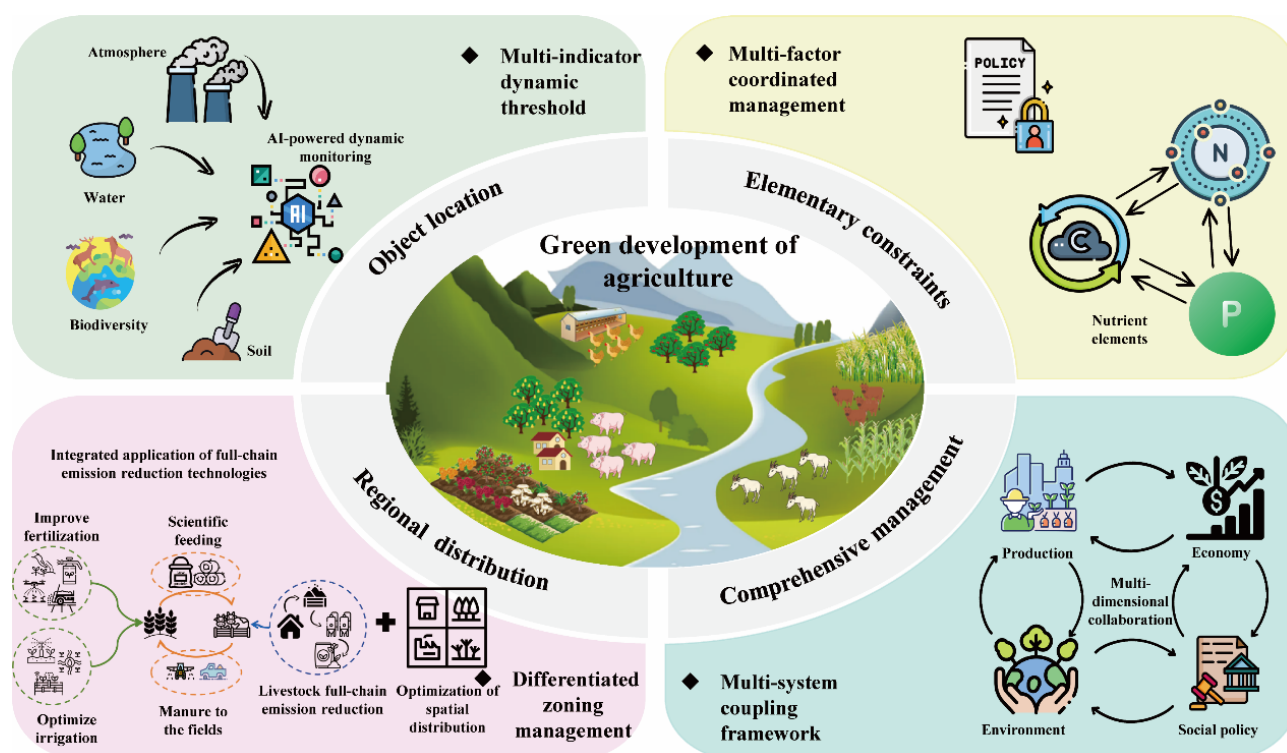 Atmosphere
Water
Biodiversity
Soil
AI-powered dynamic
monitoring
AI
◆ Multi-indicator
dynamic
threshold
Object location
◆ Multi-factor
coordinated
management
POLICY
N
C
P
Nutrient
elements
Elementary constraints
Green development of
agriculture
Integrated application of full-chain
emission reduction technologies
Improve
fertilization
Scientific
feeding
Optimize
irrigation
Manure to
the fields
Livestock full-chain
emission reduction
Optimization of
spatial
distribution
◆ Differentiated
zoning
management
Regional distribution
Comprehensive management
Production
Economy
Multi-
dimensional
collaboration
Environment
Social policy
◆ Multi-system
coupling
framework